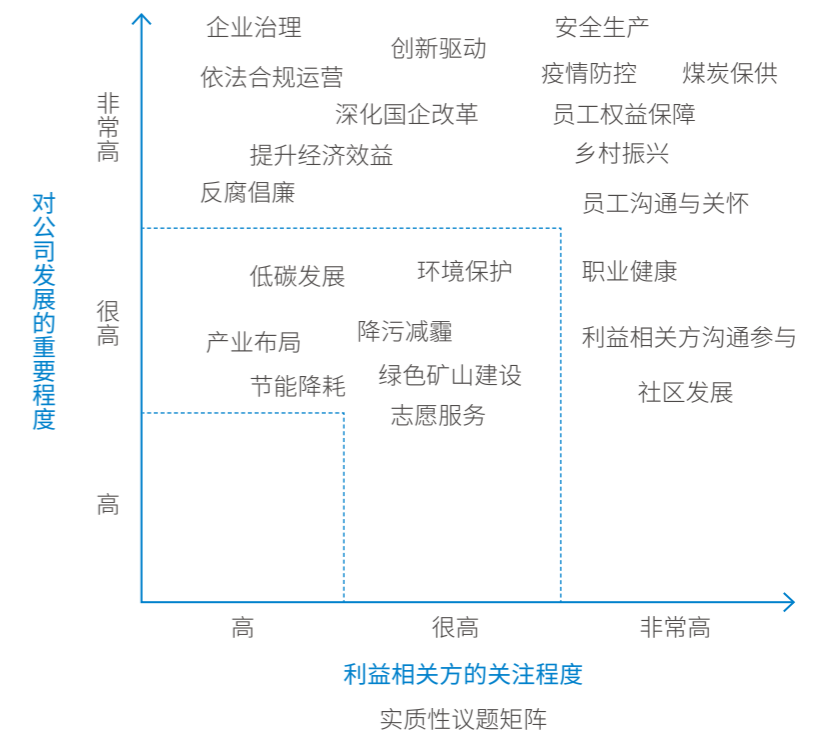 企业治理
创新驱动
安全生产
依法合规运营
疫情防控
煤炭保供
深化国企改革
员工权益保障
提升经济效益
乡村振兴
反腐倡廉
员工沟通与关怀
非常高
对公司发展的重要程度
低碳发展
环境保护
职业健康
很高
产业布局
降污减霾
利益相关方沟通参与
节能降耗
绿色矿山建设
社区发展
志愿服务
高
高
很高
非常高
利益相关方的关注程度
实质性议题矩阵